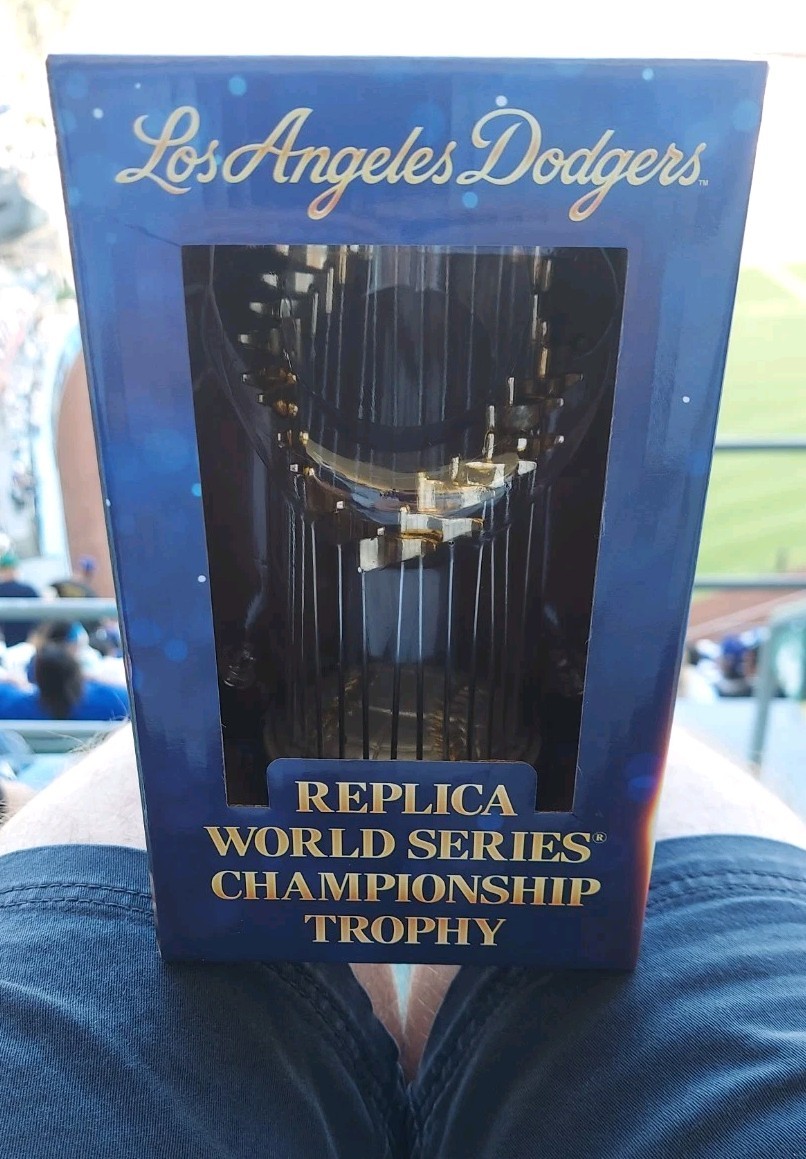 Los Angeles Dodgers™
REPLICA
WORLD SERIES®
CHAMPIONSHIP
TROPHY